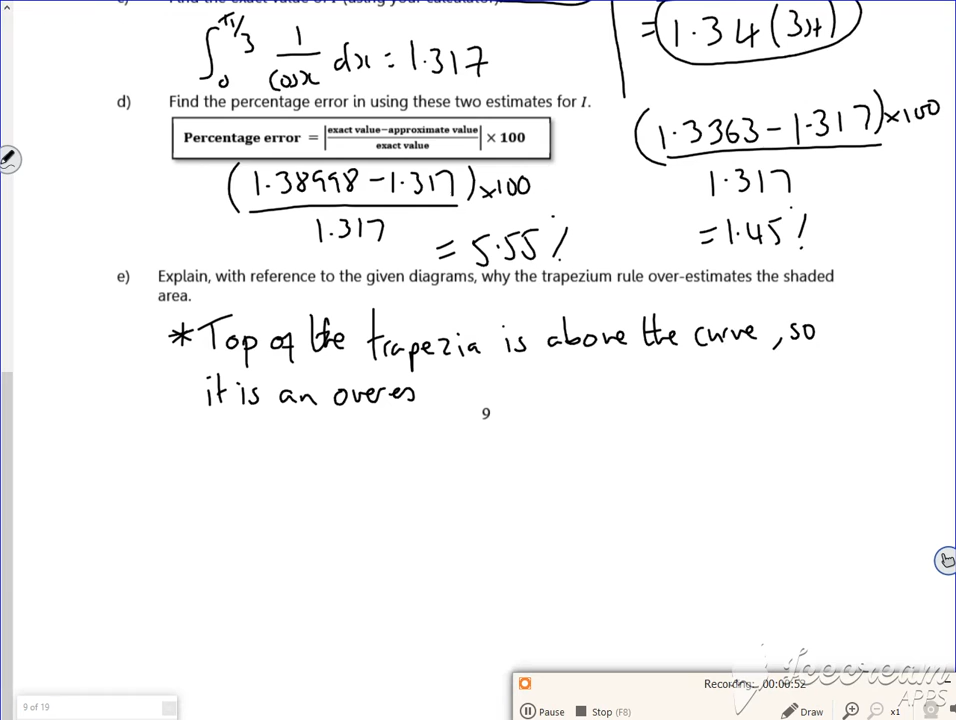 = 1.34 (3sf)
∫₀^π/3 1/cosx dx = 1.317
d) Find the percentage error in using these two estimates for I.
Percentage error = |exact value−approximate value / exact value| × 100
(1.38998 − 1.317 / 1.317) ×100
= 5.55%
(1.3363 − 1.317 / 1.317) ×100
= 1.45%
e) Explain, with reference to the given diagrams, why the trapezium rule over-estimates the shaded
area.
* Top of the trapezia is above the curve, so
it is an overes
9
Recording... 00:00:52
Pause Stop (F8) Draw x1
9 of 19
Icecream
APPS